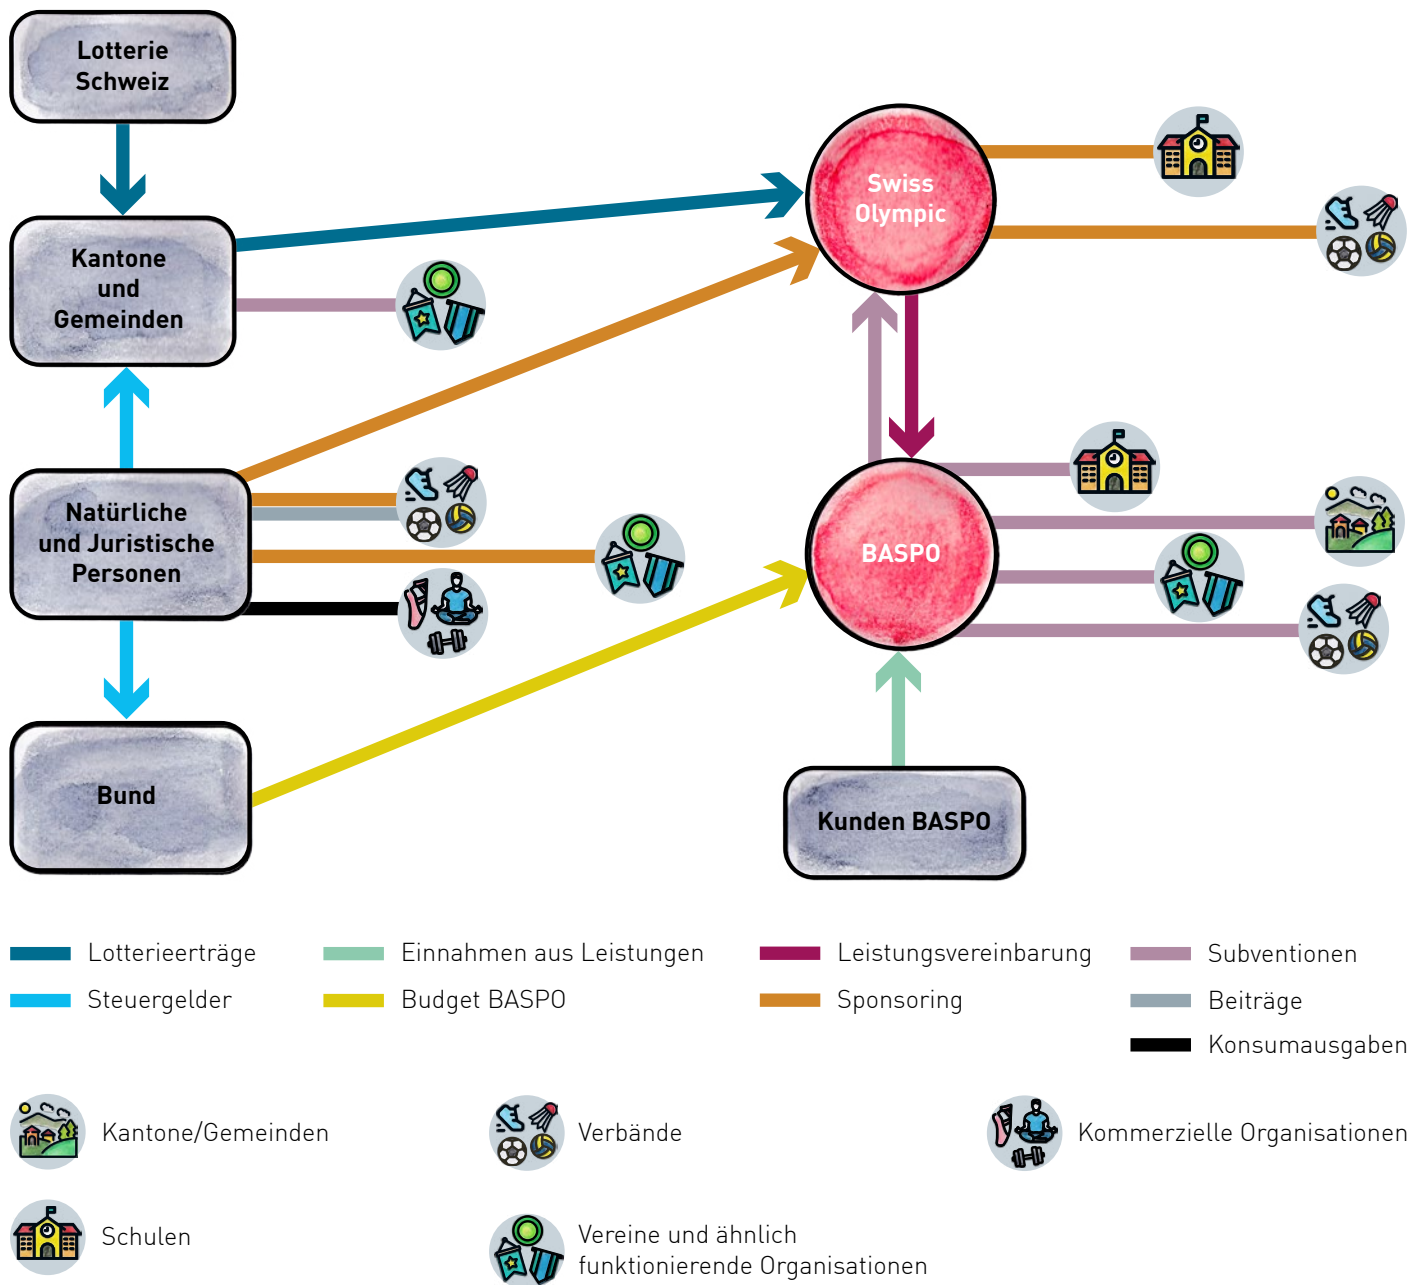 Lotterie
Schweiz
Kantone
und
Gemeinden
Swiss
Olympic
Natürliche
und Juristische
Personen
BASPO
Bund
Kunden BASPO
Lotterieerträge
Einnahmen aus Leistungen
Leistungsvereinbarung
Subventionen
Steuergelder
Budget BASPO
Sponsoring
Beiträge
Konsumausgaben
Kantone/Gemeinden
Verbände
Kommerzielle Organisationen
Schulen
Vereine und ähnlich
funktionierende Organisationen